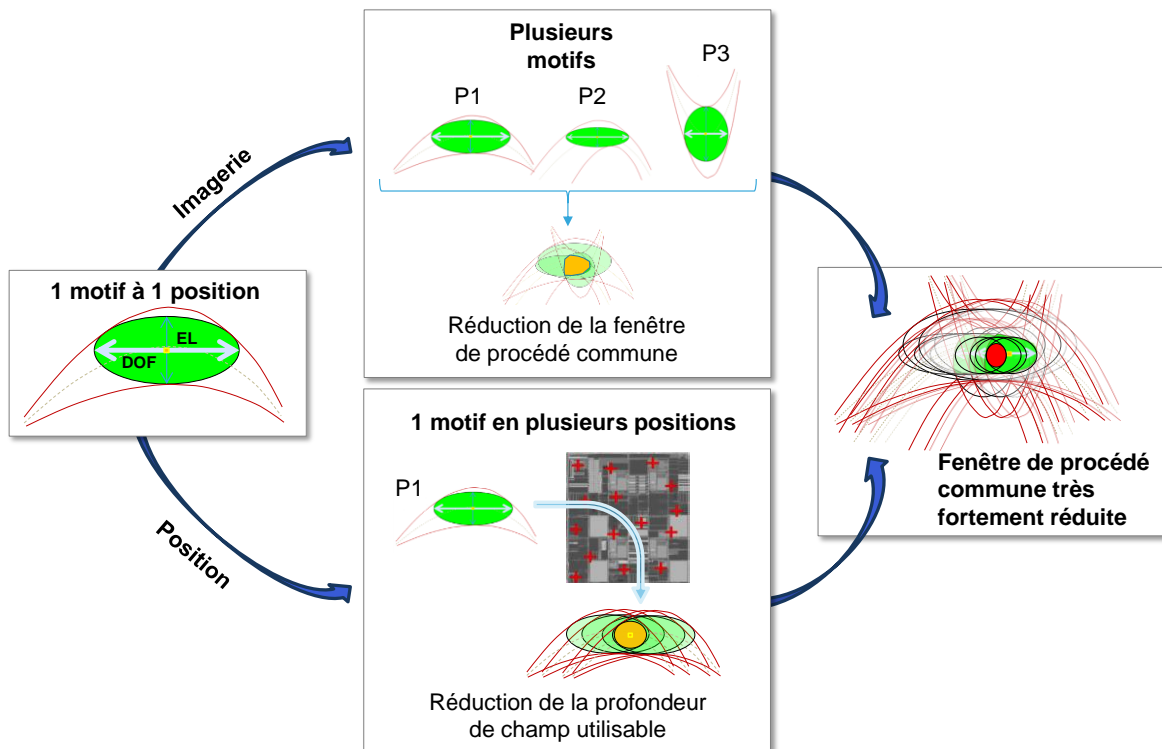 Plusieurs
motifs
P1
P2
P3
Imagerie
Réduction de la fenêtre
de procédé commune
1 motif à 1 position
EL
DOF
Position
1 motif en plusieurs positions
P1
Réduction de la profondeur
de champ utilisable
Fenêtre de procédé
commune très
fortement réduite